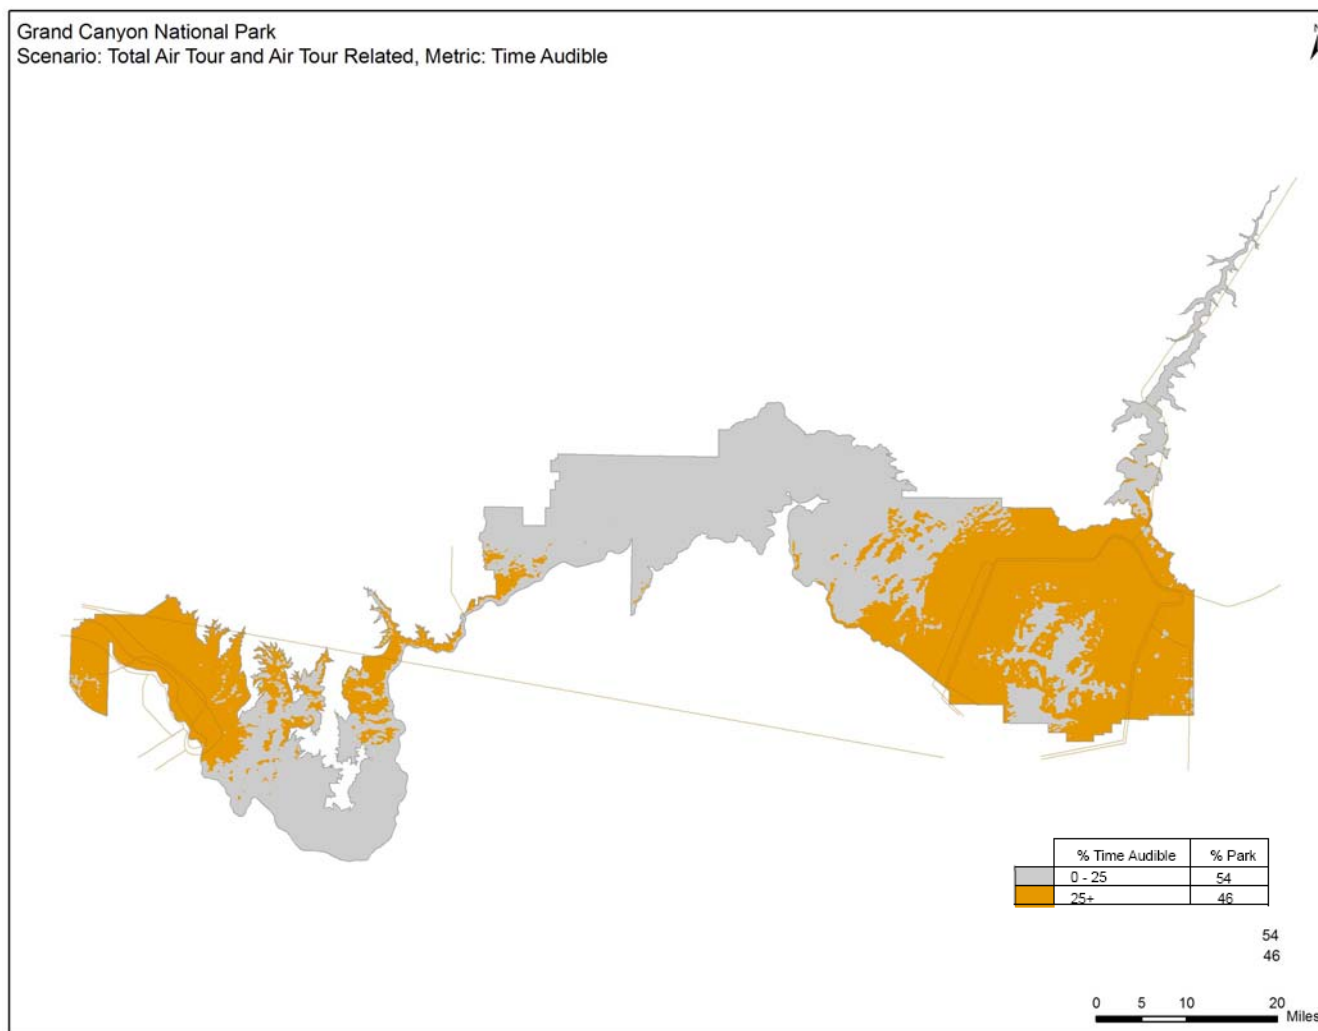 Grand Canyon National Park
Scenario: Total Air Tour and Air Tour Related, Metric: Time Audible
N
% Time Audible % Park
0 - 25 54
25+ 46
54
46
0 5 10 20 Miles